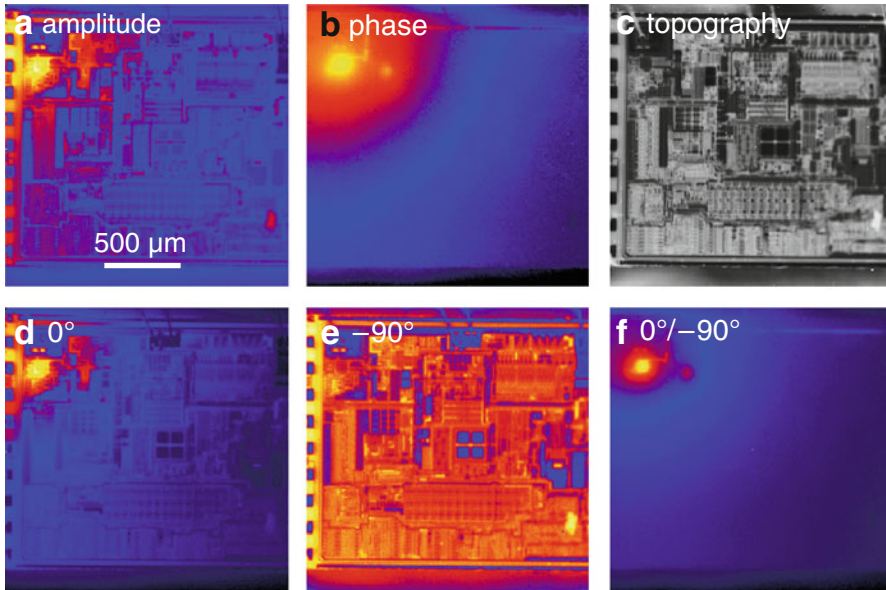 a amplitude
b phase
c topography
500 µm
d 0°
e –90°
f 0°/–90°